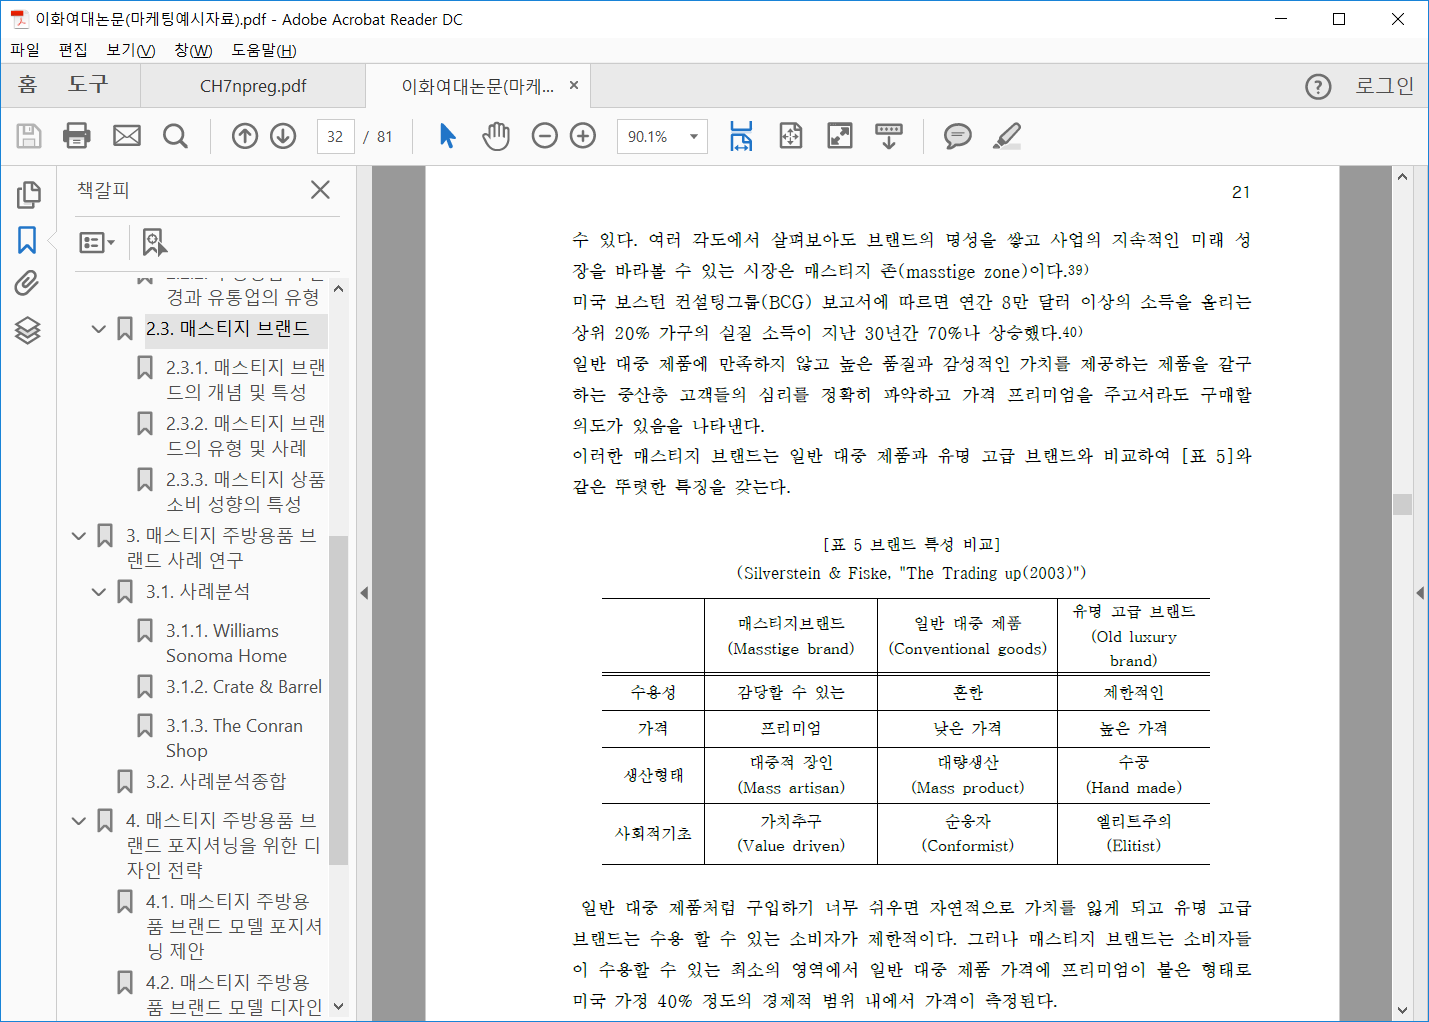 이화여대논문(마케팅예시자료).pdf - Adobe Acrobat Reader DC
파일 편집 보기(V) 창(W) 도움말(H)
홈 도구 CH7npreg.pdf 이화여대논문(마케... × ? 로그인
32 / 81 90.1%
책갈피
경과 유통업의 유형
2.3. 매스티지 브랜드
2.3.1. 매스티지 브랜
드의 개념 및 특성
2.3.2. 매스티지 브랜
드의 유형 및 사례
2.3.3. 매스티지 상품
소비 성향의 특성
3. 매스티지 주방용품 브
랜드 사례 연구
3.1. 사례분석
3.1.1. Williams
Sonoma Home
3.1.2. Crate & Barrel
3.1.3. The Conran
Shop
3.2. 사례분석종합
4. 매스티지 주방용품 브
랜드 포지셔닝을 위한 디
자인 전략
4.1. 매스티지 주방용
품 브랜드 모델 포지셔
닝 제안
4.2. 매스티지 주방용
품 브랜드 모델 디자인
21
수 있다. 여러 각도에서 살펴보아도 브랜드의 명성을 쌓고 사업의 지속적인 미래 성
장을 바라볼 수 있는 시장은 매스티지 존(masstige zone)이다.39)
미국 보스턴 컨설팅그룹(BCG) 보고서에 따르면 연간 8만 달러 이상의 소득을 올리는
상위 20% 가구의 실질 소득이 지난 30년간 70%나 상승했다.40)
일반 대중 제품에 만족하지 않고 높은 품질과 감성적인 가치를 제공하는 제품을 갈구
하는 중산층 고객들의 심리를 정확히 파악하고 가격 프리미엄을 주고서라도 구매할
의도가 있음을 나타낸다.
이러한 매스티지 브랜드는 일반 대중 제품과 유명 고급 브랜드와 비교하여 [표 5]와
같은 뚜렷한 특징을 갖는다.
[표 5 브랜드 특성 비교]
(Silverstein & Fiske, "The Trading up(2003)")
매스티지브랜드 일반 대중 제품 유명 고급 브랜드
(Masstige brand) (Conventional goods) (Old luxury
brand)
수용성 감당할 수 있는 흔한 제한적인
가격 프리미엄 낮은 가격 높은 가격
생산형태 대중적 장인 대량생산 수공
(Mass artisan) (Mass product) (Hand made)
사회적기초 가치추구 순응자 엘리트주의
(Value driven) (Conformist) (Elitist)
일반 대중 제품처럼 구입하기 너무 쉬우면 자연적으로 가치를 잃게 되고 유명 고급
브랜드는 수용 할 수 있는 소비자가 제한적이다. 그러나 매스티지 브랜드는 소비자들
이 수용할 수 있는 최소의 영역에서 일반 대중 제품 가격에 프리미엄이 붙은 형태로
미국 가정 40% 정도의 경제적 범위 내에서 가격이 측정된다.